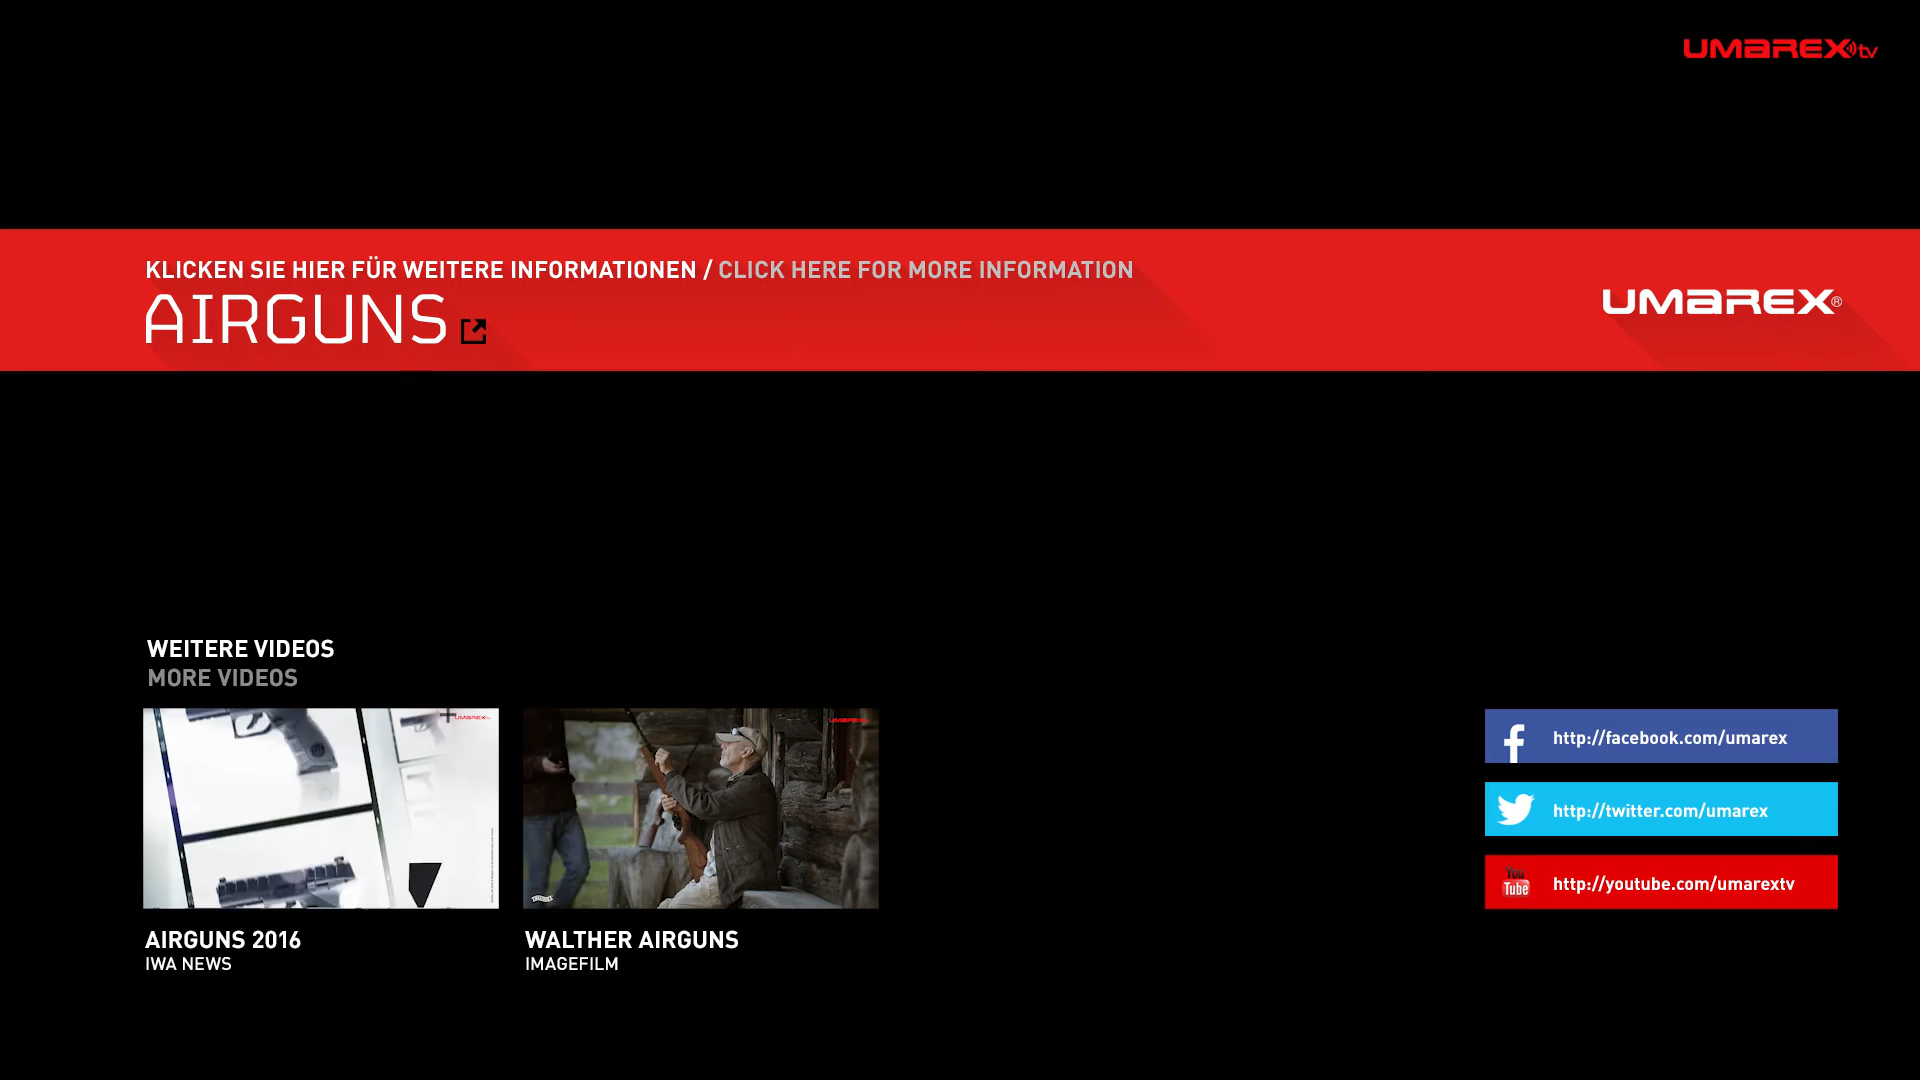 UMAREX tv
KLICKEN SIE HIER FÜR WEITERE INFORMATIONEN / CLICK HERE FOR MORE INFORMATION
AIRGUNS
UMAREX®
WEITERE VIDEOS
MORE VIDEOS
UMAREX
UMAREX
http://facebook.com/umarex
http://twitter.com/umarex
You
Tube http://youtube.com/umarextv
AIRGUNS 2016
IWA NEWS
WALTHER AIRGUNS
IMAGEFILM